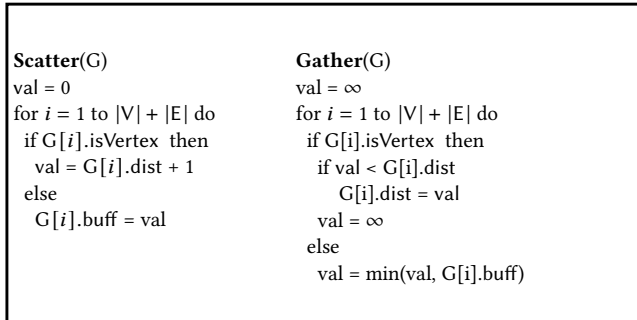 Scatter(G)
val = 0
for i = 1 to |V| + |E| do
if G[i].isVertex then
val = G[i].dist + 1
else
G[i].buff = val
Gather(G)
val = ∞
for i = 1 to |V| + |E| do
if G[i].isVertex then
if val < G[i].dist
G[i].dist = val
val = ∞
else
val = min(val, G[i].buff)